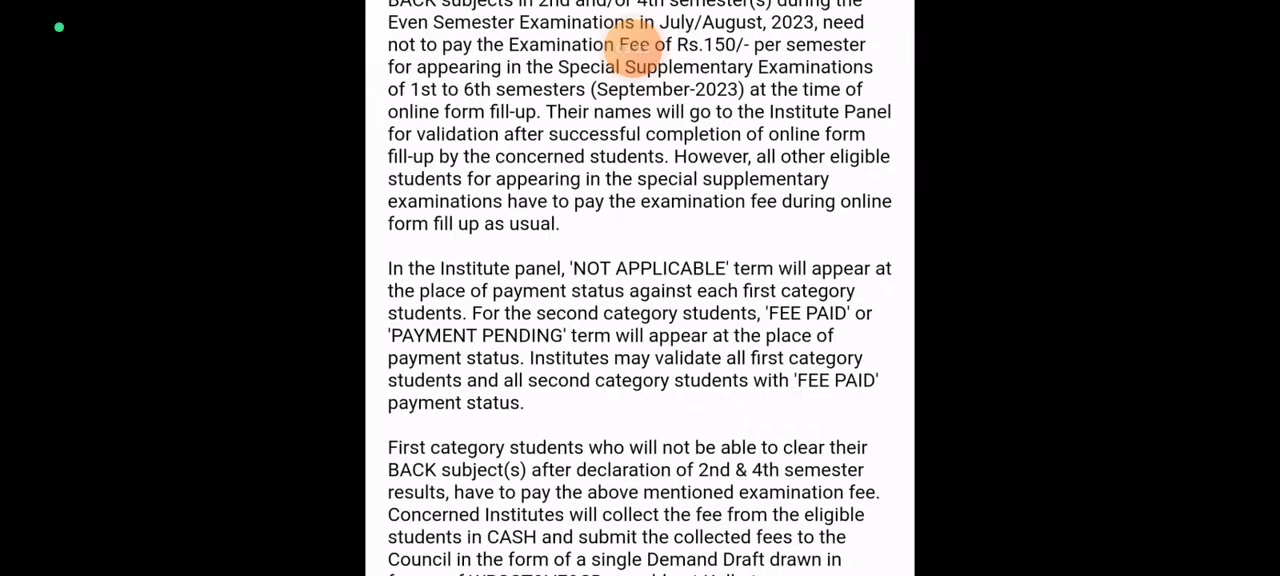 BACK subjects in 2nd and/or 4th semester(s) during the
Even Semester Examinations in July/August, 2023, need
not to pay the Examination Fee of Rs.150/- per semester
for appearing in the Special Supplementary Examinations
of 1st to 6th semesters (September-2023) at the time of
online form fill-up. Their names will go to the Institute Panel
for validation after successful completion of online form
fill-up by the concerned students. However, all other eligible
students for appearing in the special supplementary
examinations have to pay the examination fee during online
form fill up as usual.
In the Institute panel, 'NOT APPLICABLE' term will appear at
the place of payment status against each first category
students. For the second category students, 'FEE PAID' or
'PAYMENT PENDING' term will appear at the place of
payment status. Institutes may validate all first category
students and all second category students with 'FEE PAID'
payment status.
First category students who will not be able to clear their
BACK subject(s) after declaration of 2nd & 4th semester
results, have to pay the above mentioned examination fee.
Concerned Institutes will collect the fee from the eligible
students in CASH and submit the collected fees to the
Council in the form of a single Demand Draft drawn in